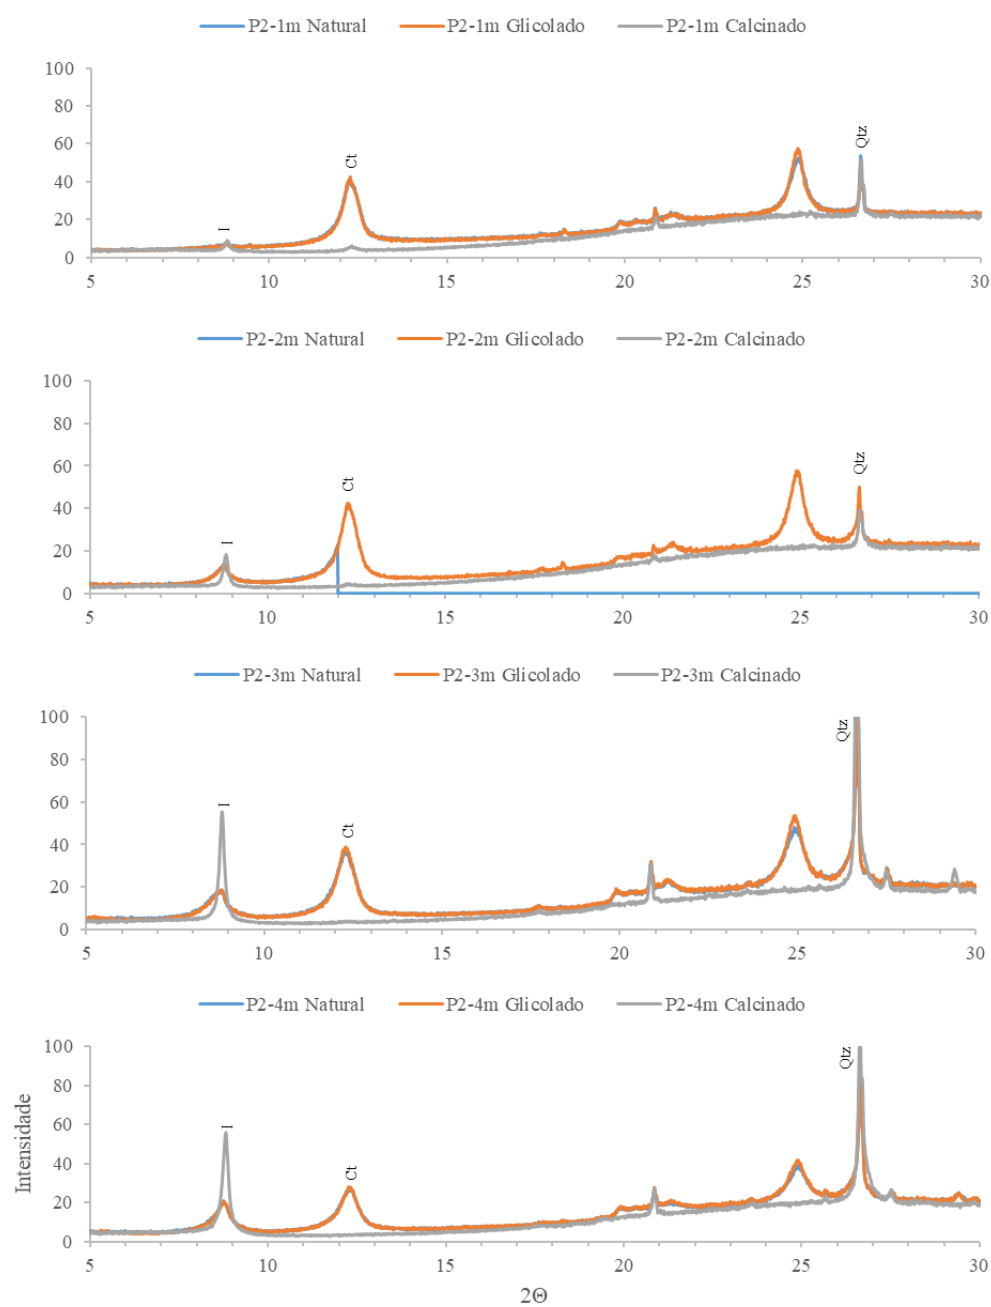 P2-1m Natural P2-1m Glicolado P2-1m Calcinado
100
80
60
40
20
0
I
Ct
Qtz
5 10 15 20 25 30
P2-2m Natural P2-2m Glicolado P2-2m Calcinado
100
80
60
40
20
0
I
Ct
Qtz
5 10 15 20 25 30
P2-3m Natural P2-3m Glicolado P2-3m Calcinado
100
80
60
40
20
0
I
Ct
Qtz
5 10 15 20 25 30
P2-4m Natural P2-4m Glicolado P2-4m Calcinado
Intensidade
100
80
60
40
20
0
I
Ct
Qtz
5 10 15 20 25 30
2Θ